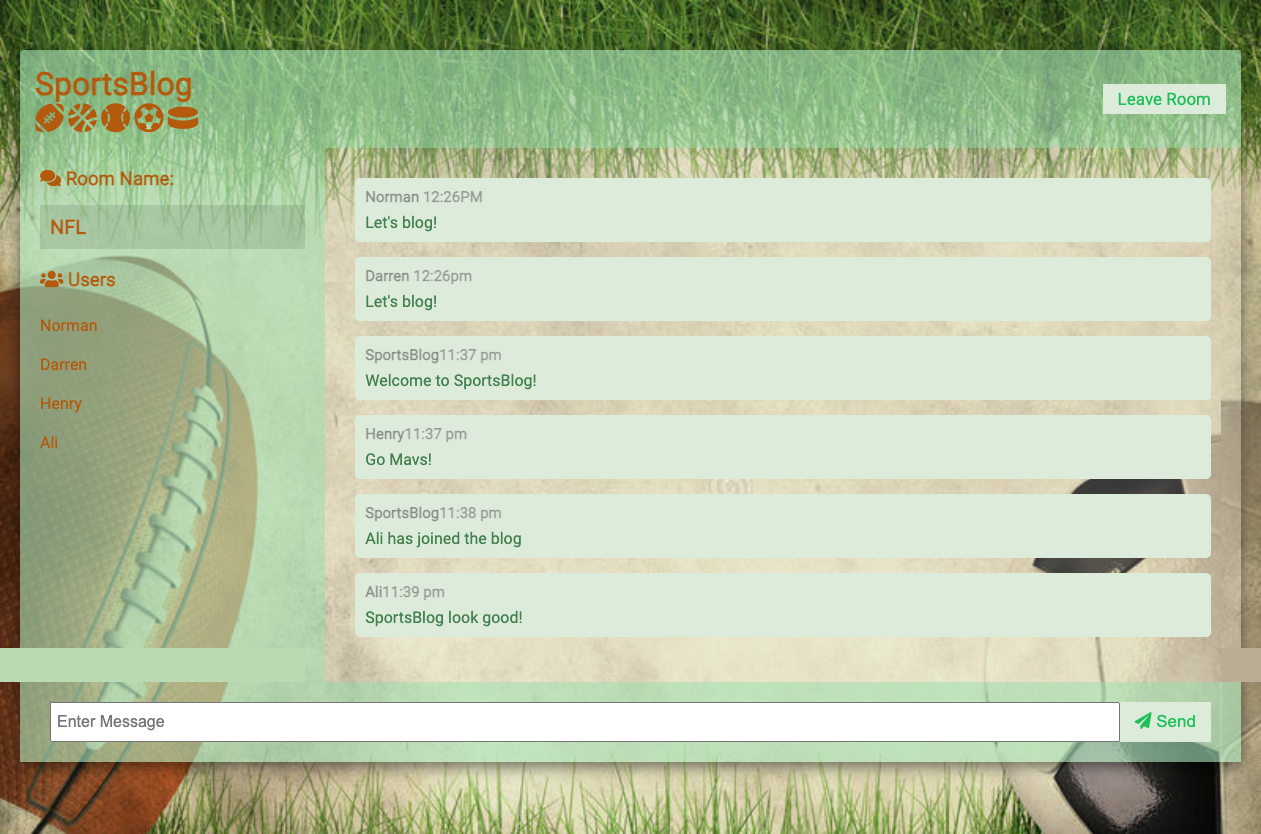 SportsBlog
Leave Room
Room Name:
NFL
Users
Norman
Darren
Henry
Ali
Norman 12:26PM
Let's blog!
Darren 12:26pm
Let's blog!
SportsBlog11:37 pm
Welcome to SportsBlog!
Henry11:37 pm
Go Mavs!
SportsBlog11:38 pm
Ali has joined the blog
Ali11:39 pm
SportsBlog look good!
Enter Message
Send